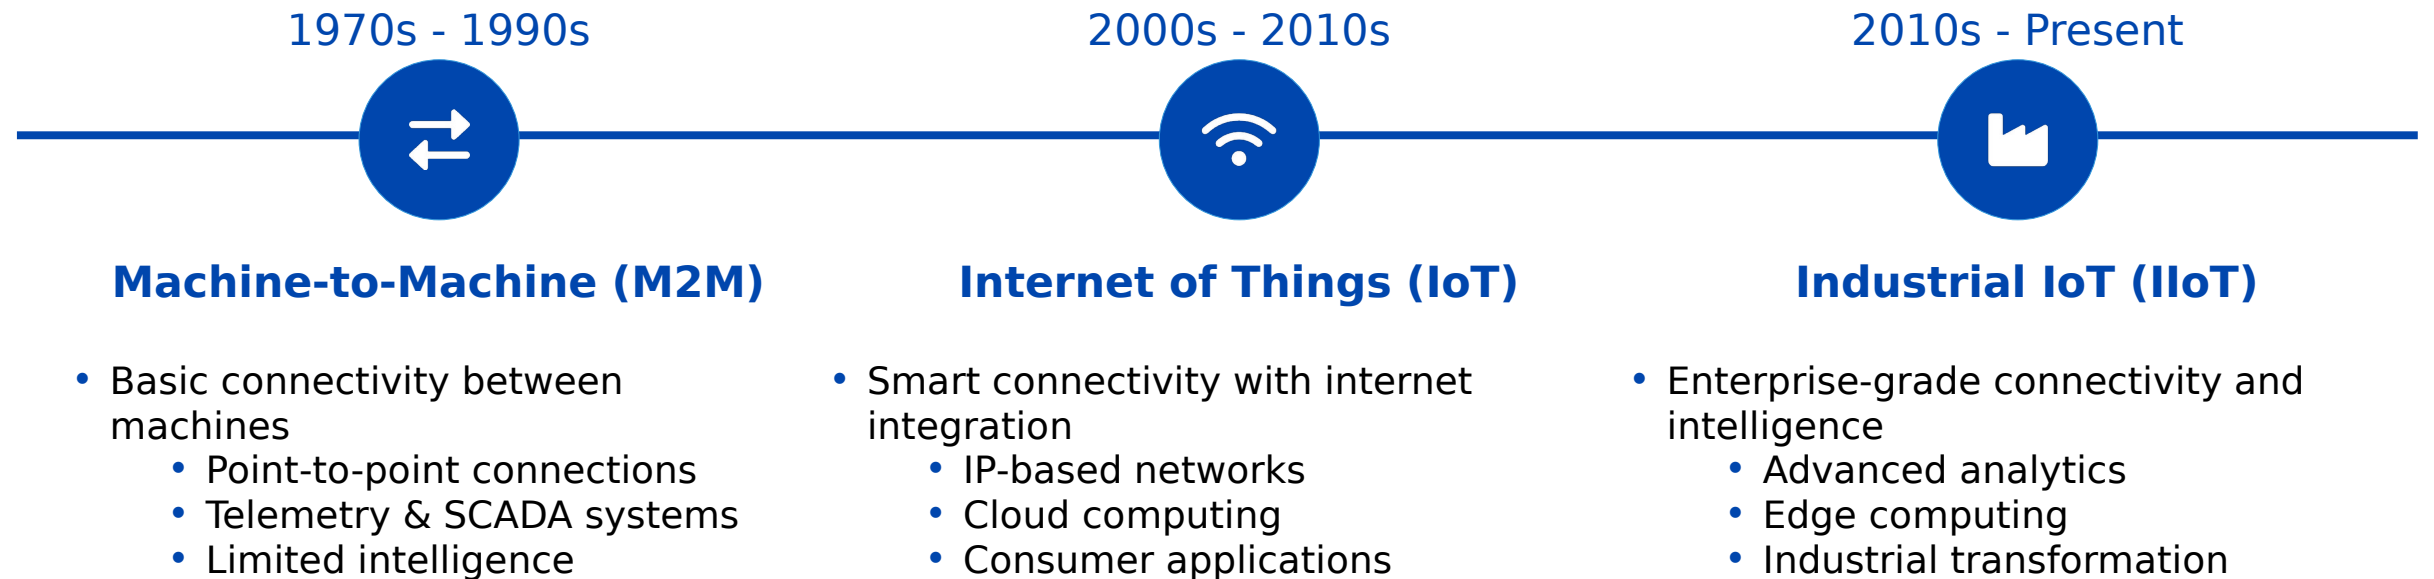 1970s - 1990s
Machine-to-Machine (M2M)
• Basic connectivity between
machines
• Point-to-point connections
• Telemetry & SCADA systems
• Limited intelligence
2000s - 2010s
Internet of Things (IoT)
• Smart connectivity with internet
integration
• IP-based networks
• Cloud computing
• Consumer applications
2010s - Present
Industrial IoT (IIoT)
• Enterprise-grade connectivity and
intelligence
• Advanced analytics
• Edge computing
• Industrial transformation